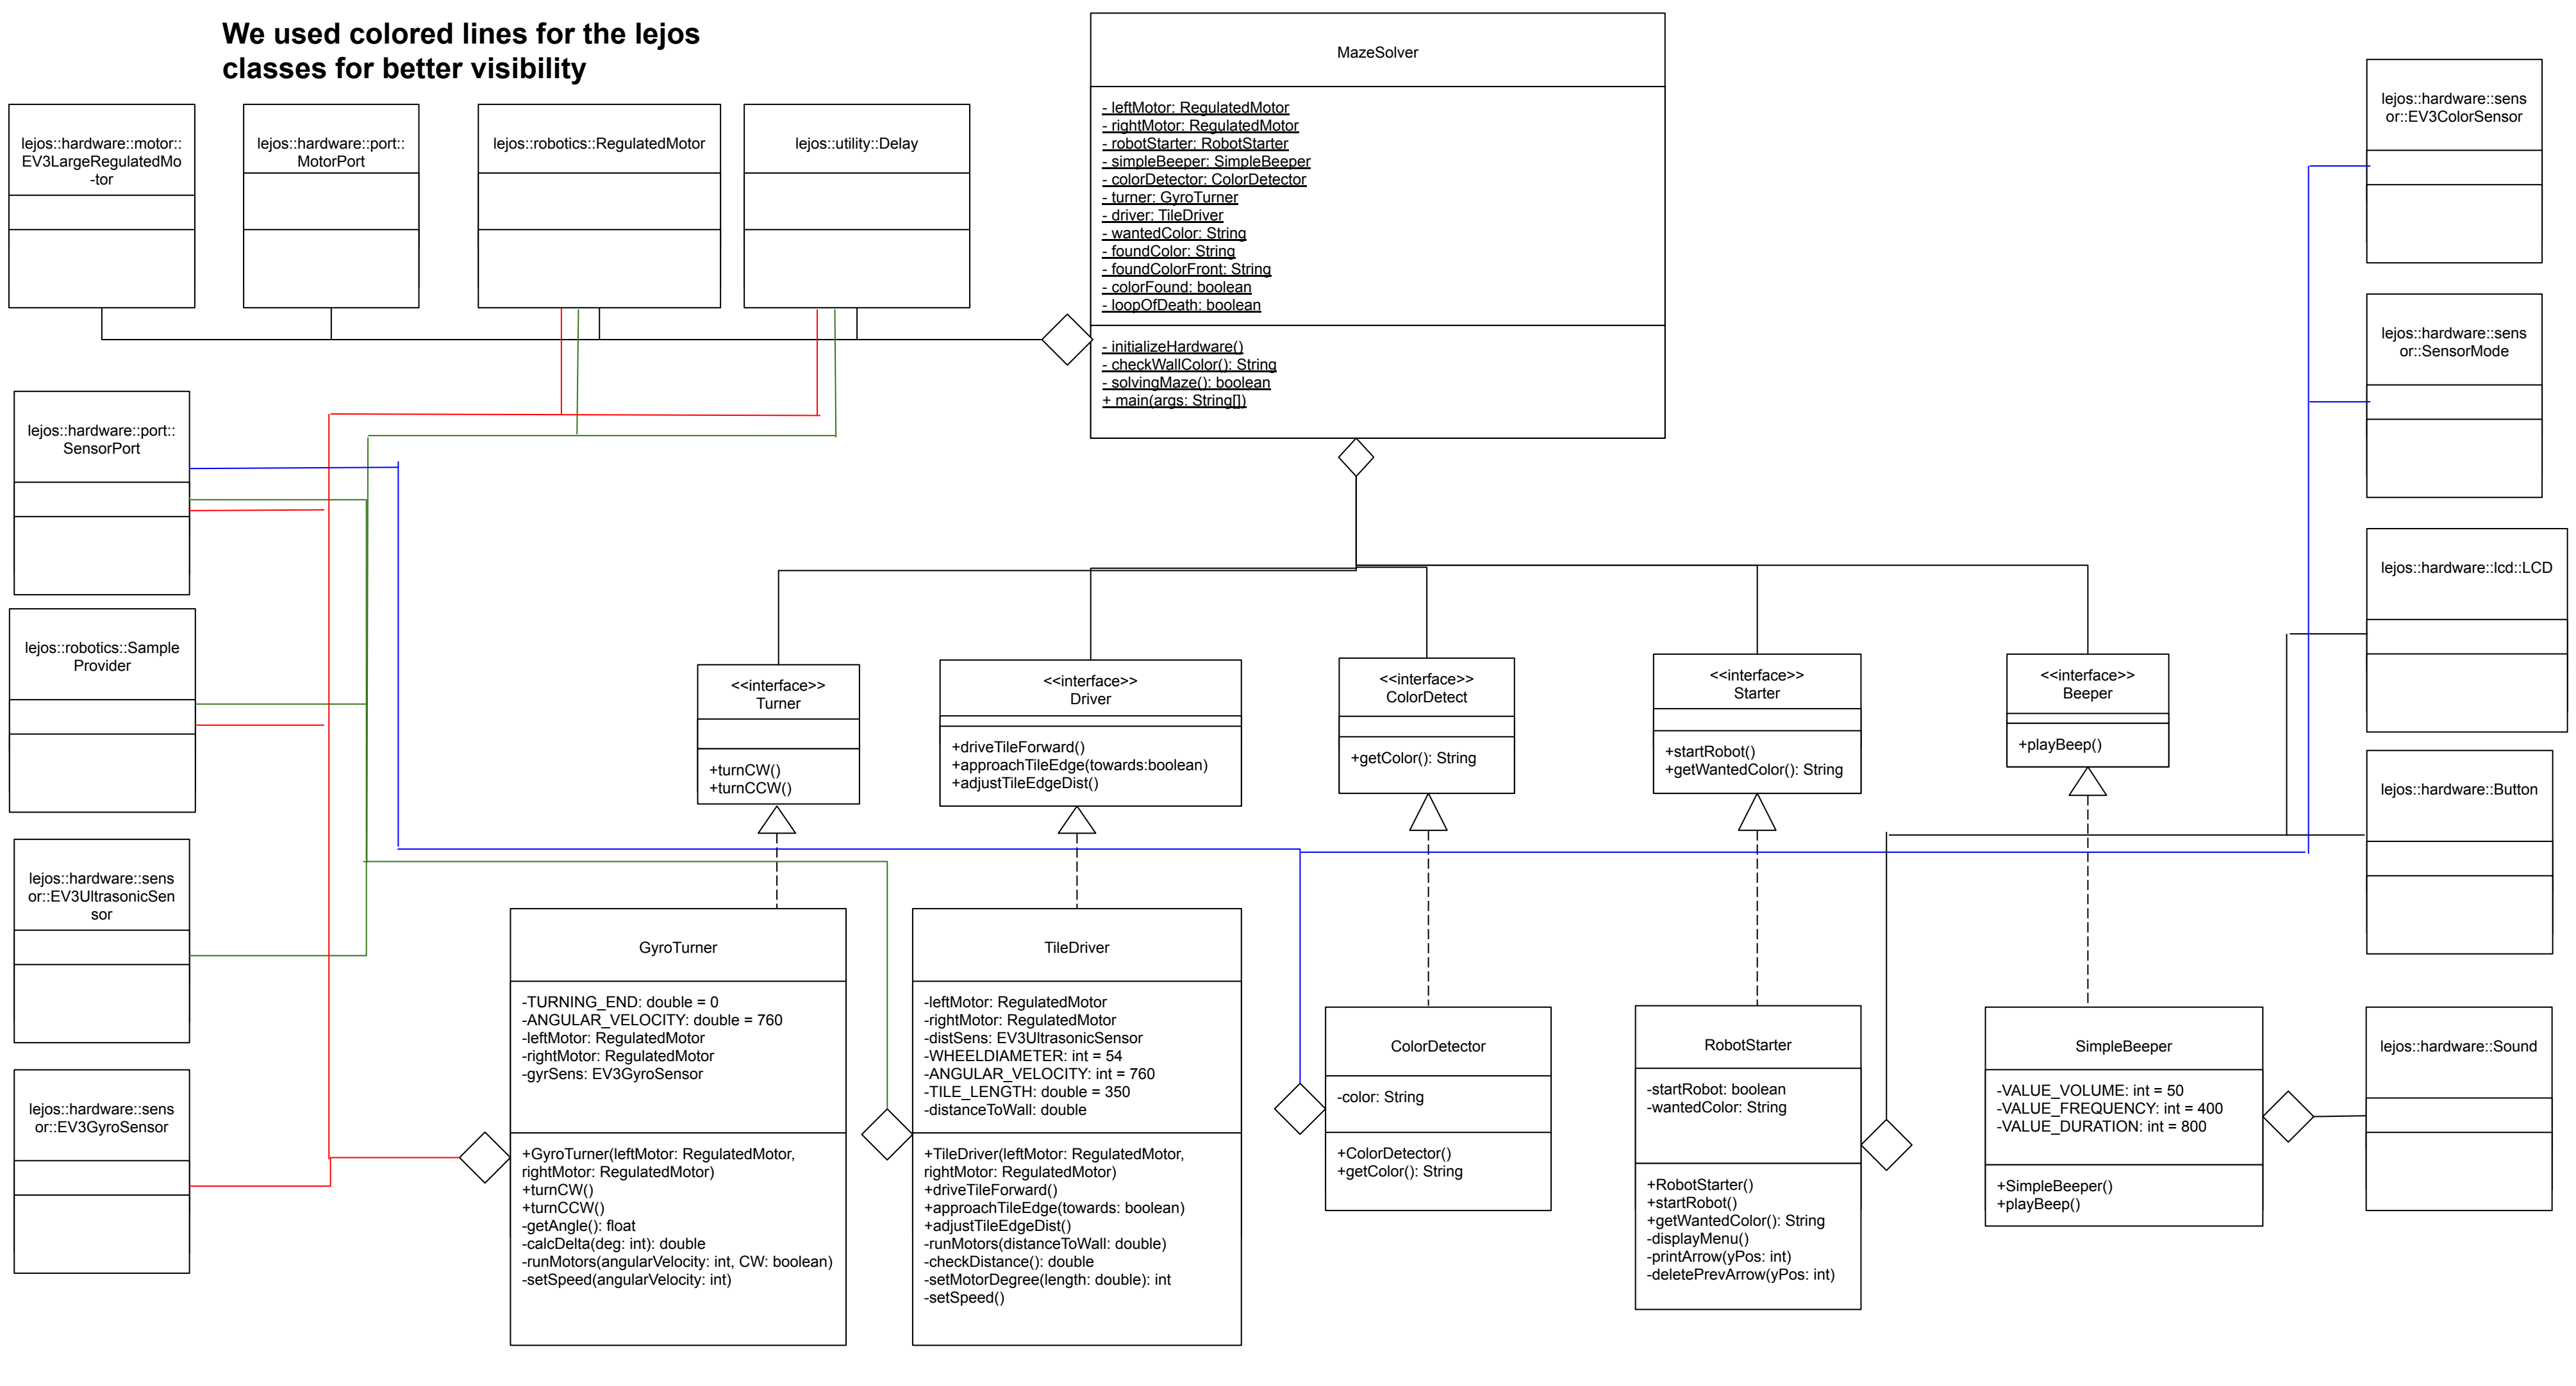 We used colored lines for the lejos
classes for better visibility
MazeSolver
- leftMotor: RegulatedMotor
- rightMotor: RegulatedMotor
- robotStarter: RobotStarter
- simpleBeeper: SimpleBeeper
- colorDetector: ColorDetector
- turner: GyroTurner
- driver: TileDriver
- wantedColor: String
- foundColor: String
- foundColorFront: String
- colorFound: boolean
- loopOfDeath: boolean
- initializeHardware()
- checkWallColor(): String
- solvingMaze(): boolean
+ main(args: String[])
lejos::hardware::motor::
EV3LargeRegulatedMo
-tor
lejos::hardware::port::
MotorPort
lejos::robotics::RegulatedMotor
lejos::utility::Delay
lejos::hardware::sens
or::EV3ColorSensor
lejos::hardware::sens
or::SensorMode
lejos::hardware::port::
SensorPort
lejos::hardware::lcd::LCD
lejos::robotics::Sample
Provider
<<interface>>
Turner
+turnCW()
+turnCCW()
<<interface>>
Driver
+driveTileForward()
+approachTileEdge(towards:boolean)
+adjustTileEdgeDist()
<<interface>>
ColorDetect
+getColor(): String
<<interface>>
Starter
+startRobot()
+getWantedColor(): String
<<interface>>
Beeper
+playBeep()
lejos::hardware::Button
lejos::hardware::sens
or::EV3UltrasonicSen
sor
lejos::hardware::sens
or::EV3GyroSensor
GyroTurner
-TURNING_END: double = 0
-ANGULAR_VELOCITY: double = 760
-leftMotor: RegulatedMotor
-rightMotor: RegulatedMotor
-gyrSens: EV3GyroSensor
+GyroTurner(leftMotor: RegulatedMotor,
rightMotor: RegulatedMotor)
+turnCW()
+turnCCW()
-getAngle(): float
-calcDelta(deg: int): double
-runMotors(angularVelocity: int, CW: boolean)
-setSpeed(angularVelocity: int)
TileDriver
-leftMotor: RegulatedMotor
-rightMotor: RegulatedMotor
-distSens: EV3UltrasonicSensor
-WHEELDIAMETER: int = 54
-ANGULAR_VELOCITY: int = 760
-TILE_LENGTH: double = 350
-distanceToWall: double
+TileDriver(leftMotor: RegulatedMotor,
rightMotor: RegulatedMotor)
+driveTileForward()
+approachTileEdge(towards: boolean)
+adjustTileEdgeDist()
-runMotors(distanceToWall: double)
-checkDistance(): double
-setMotorDegree(length: double): int
-setSpeed()
ColorDetector
-color: String
+ColorDetector()
+getColor(): String
RobotStarter
-startRobot: boolean
-wantedColor: String
+RobotStarter()
+startRobot()
+getWantedColor(): String
-displayMenu()
-printArrow(yPos: int)
-deletePrevArrow(yPos: int)
SimpleBeeper
-VALUE_VOLUME: int = 50
-VALUE_FREQUENCY: int = 400
-VALUE_DURATION: int = 800
+SimpleBeeper()
+playBeep()
lejos::hardware::Sound